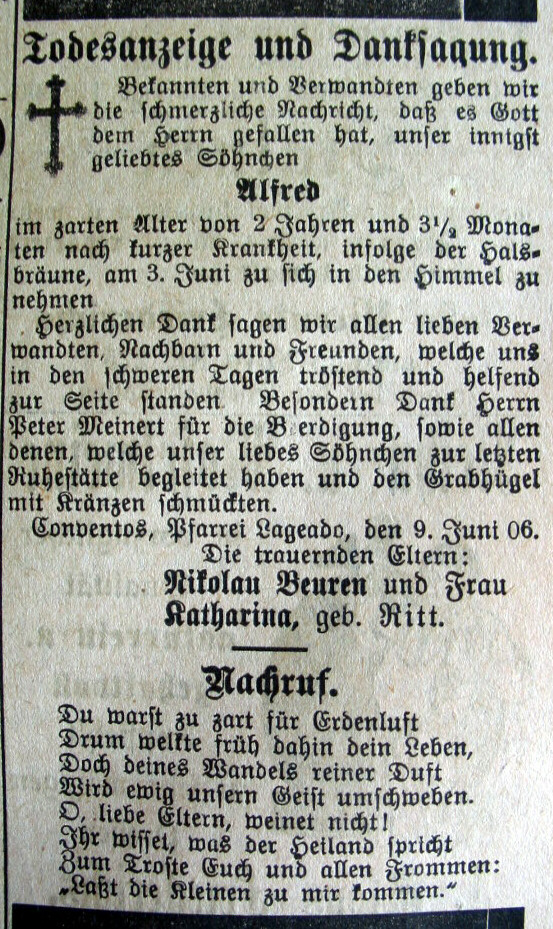 Todesanzeige und Danksagung.
Bekannten und Verwandten geben wir
die schmerzliche Nachricht, daß es Gott
dem Herrn gefallen hat, unser innigst
geliebtes Söhnchen
Alfred
im zarten Alter von 2 Jahren und 3½ Mona-
ten nach kurzer Krankheit, infolge der Hals-
bräune, am 3. Juni zu sich in den Himmel zu
nehmen
Herzlichen Dank sagen wir allen lieben Ver-
wandten, Nachbarn und Freunden, welche uns
in den schweren Tagen tröstend und helfend
zur Seite standen Besondern Dank Herrn
Peter Meinert für die B erdigung, sowie allen
denen, welche unser liebes Söhnchen zur letzten
Ruhestätte begleitet haben und den Grabhügel
mit Kränzen schmückten.
Conventos, Pfarrei Lageado, den 9. Juni 06.
Die trauernden Eltern:
Nikolau Beuren und Frau
Katharina, geb. Ritt.
Nachruf.
Du warst zu zart für Erdenluft
Drum welkte früh dahin dein Leben,
Doch deines Wandels reiner Duft
Wird ewig unsern Geist umschweben.
O, liebe Eltern, weinet nicht!
Ihr wisset, was der Heiland spricht
Zum Troste Euch und allen Frommen:
„Laßt die Kleinen zu mir kommen.“